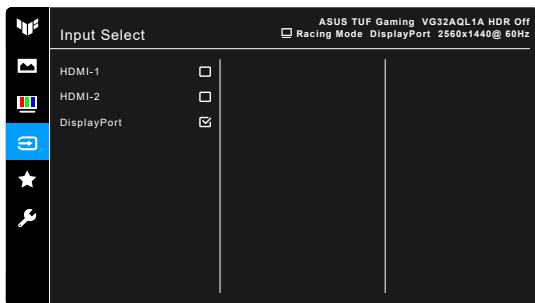 ASUS TUF Gaming VG32AQL1A HDR Off
Input Select
Racing Mode DisplayPort 2560x1440@ 60Hz
HDMI-1
HDMI-2
DisplayPort